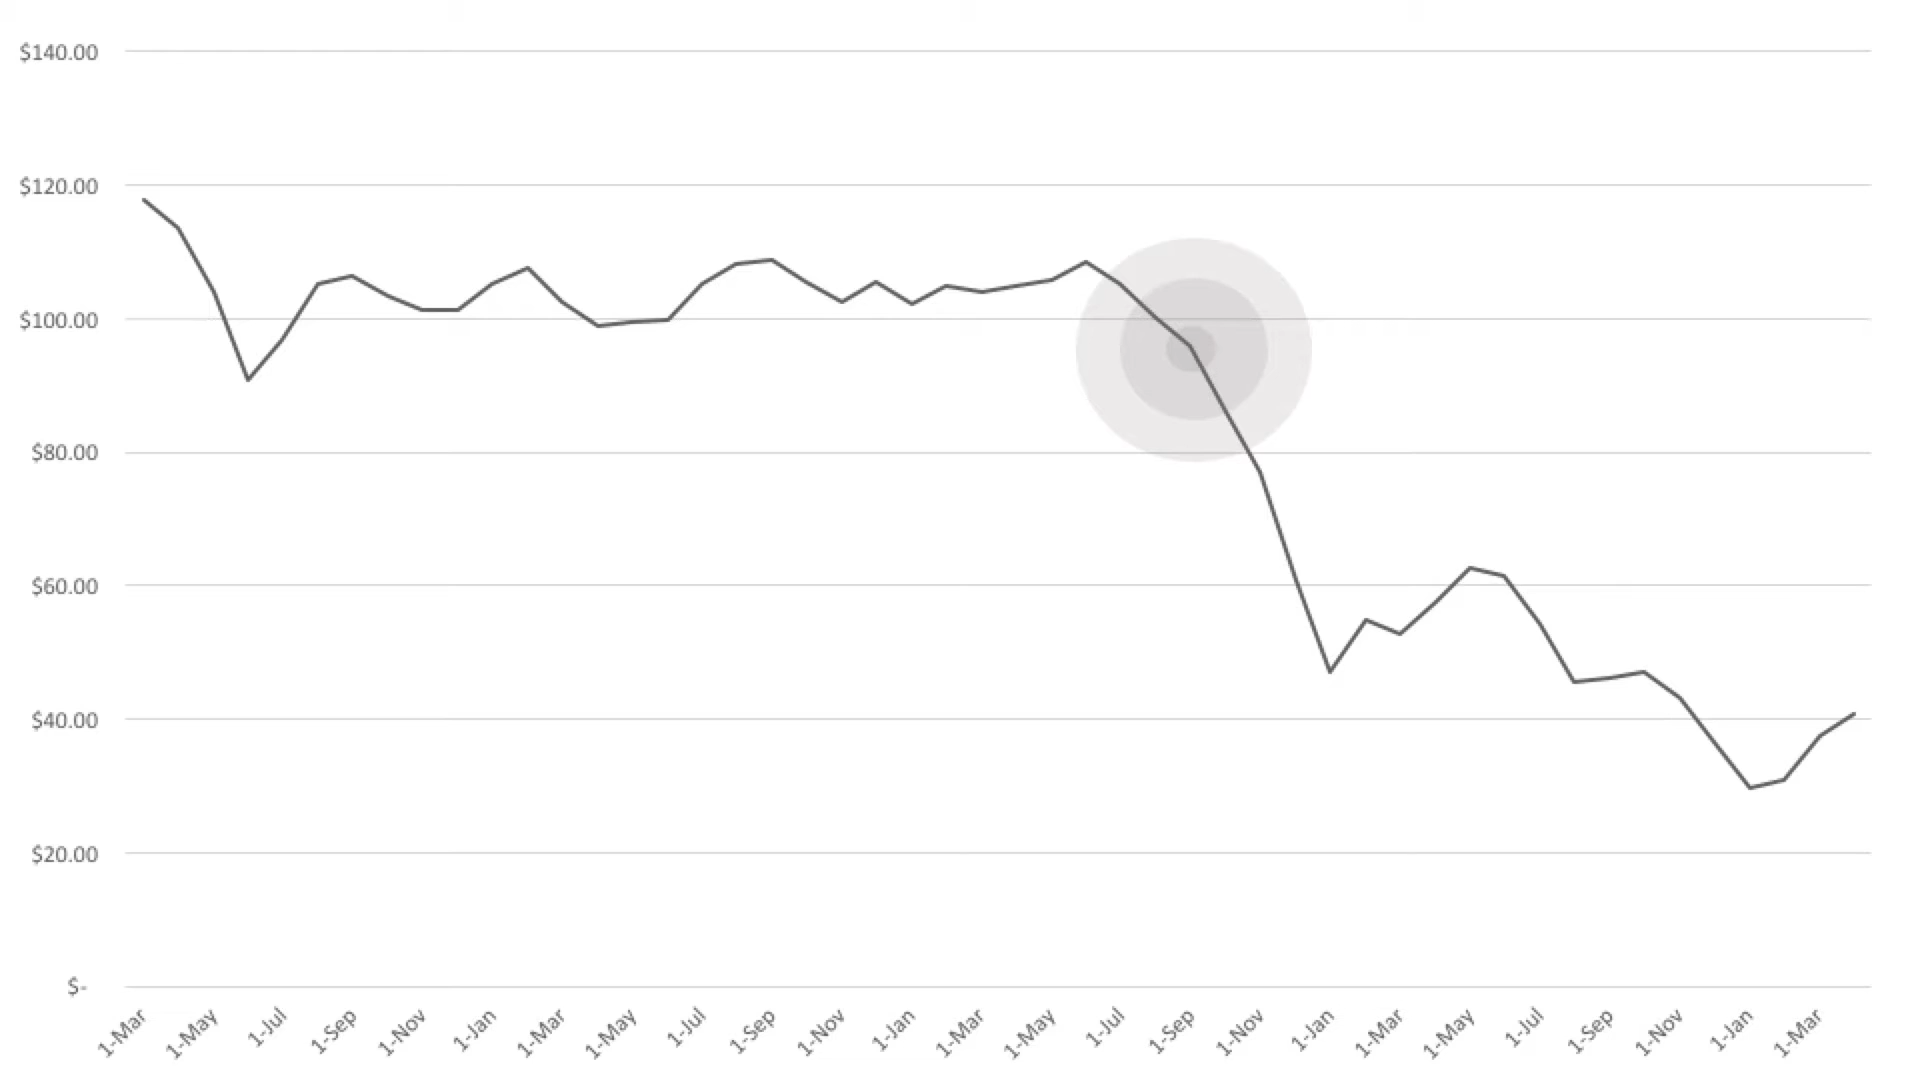 $140.00
$120.00
$100.00
$80.00
$60.00
$40.00
$20.00
$-
1-Mar
1-May
1-Jul
1-Sep
1-Nov
1-Jan
1-Mar
1-May
1-Jul
1-Sep
1-Nov
1-Jan
1-Mar
1-May
1-Jul
1-Sep
1-Nov
1-Jan
1-Mar
1-May
1-Jul
1-Sep
1-Nov
1-Jan
1-Mar